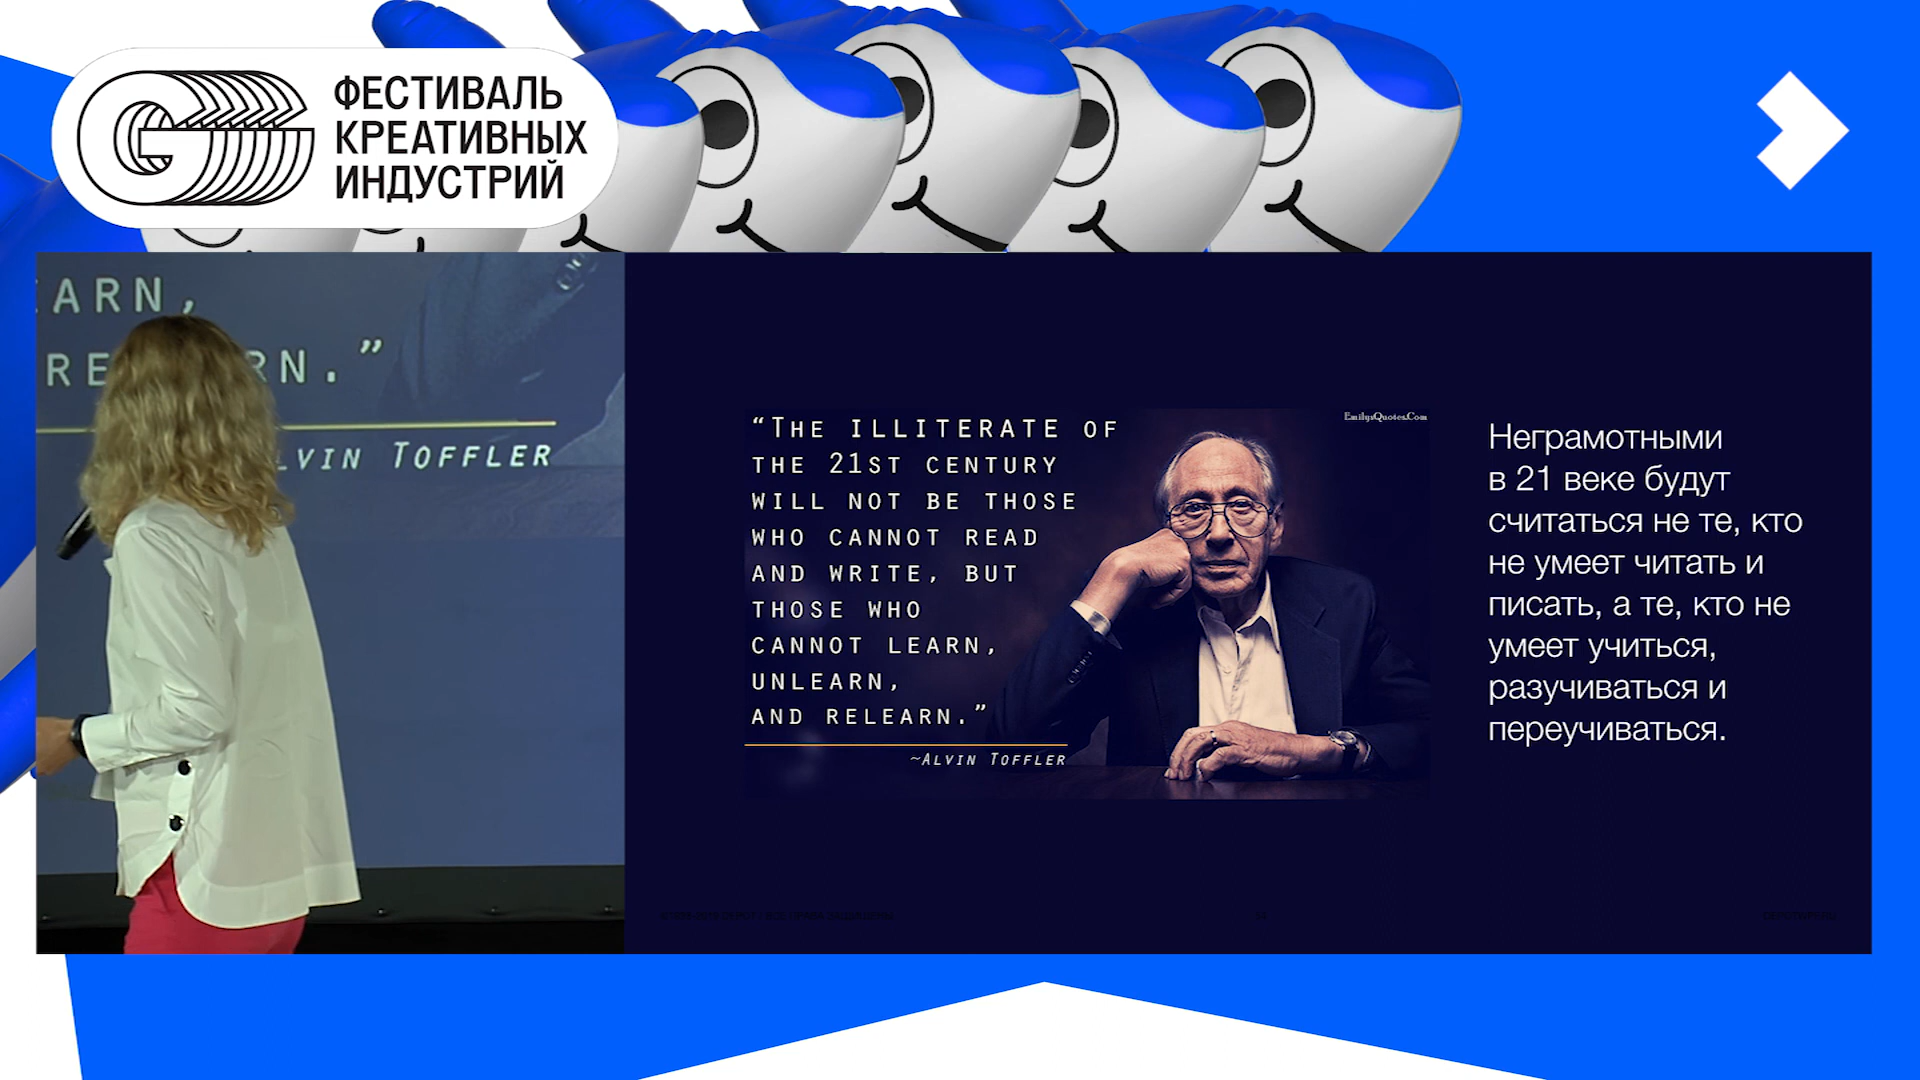 ФЕСТИВАЛЬ
КРЕАТИВНЫХ
ИНДУСТРИЙ
ARN,
RN.”
LVIN TOFFLER
“THE ILLITERATE OF
THE 21ST CENTURY
WILL NOT BE THOSE
WHO CANNOT READ
AND WRITE, BUT
THOSE WHO
CANNOT LEARN,
UNLEARN,
AND RELEARN.”
~ALVIN TOFFLER
EmilysQuotes.Com
Неграмотными
в 21 веке будут
считаться не те, кто
не умеет читать и
писать, а те, кто не
умеет учиться,
разучиваться и
переучиваться.